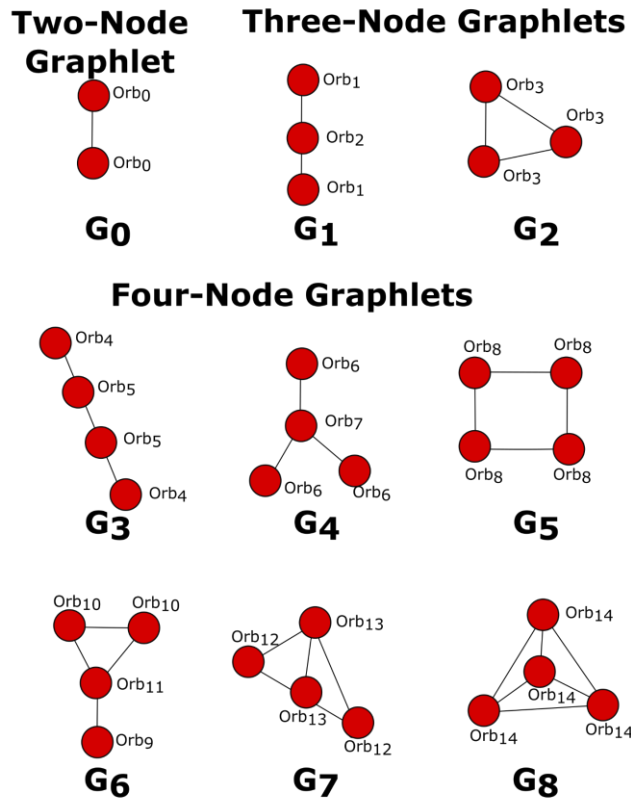 Two-Node Graphlet
Three-Node Graphlets
Orb0
Orb0
G0
Orb1
Orb2
Orb1
G1
Orb3
Orb3
Orb3
G2
Four-Node Graphlets
Orb4
Orb5
Orb5
Orb4
G3
Orb6
Orb7
Orb6
Orb6
G4
Orb8
Orb8
Orb8
Orb8
G5
Orb10
Orb10
Orb11
Orb9
G6
Orb13
Orb12
Orb13
Orb12
G7
Orb14
Orb14
Orb14
Orb14
G8